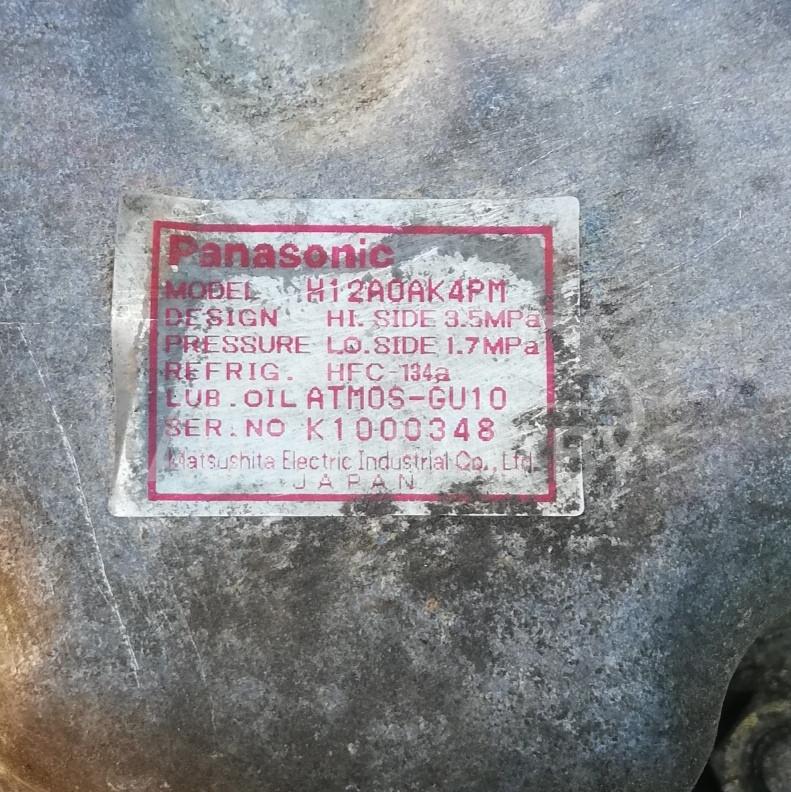 Panasonic
MODEL H12A0AK4PM
DESIGN HI. SIDE 3.5MPa
PRESSURE LO. SIDE 1.7MPa
REFRIG. HFC-134a
LUB. OIL ATMOS-GU10
SER. NO K1000348
Matsushita Electric Industrial Co., Ltd.
JAPAN